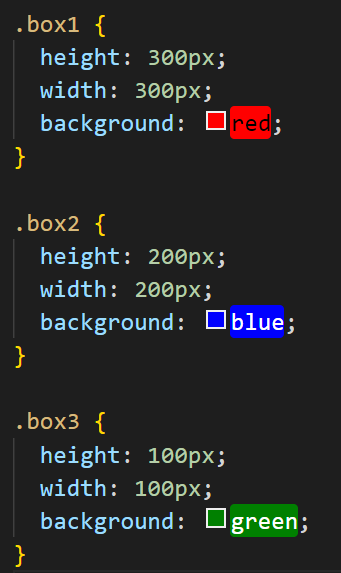 .box1 {
  height: 300px;
  width: 300px;
  background: red;
}

.box2 {
  height: 200px;
  width: 200px;
  background: blue;
}

.box3 {
  height: 100px;
  width: 100px;
  background: green;
}